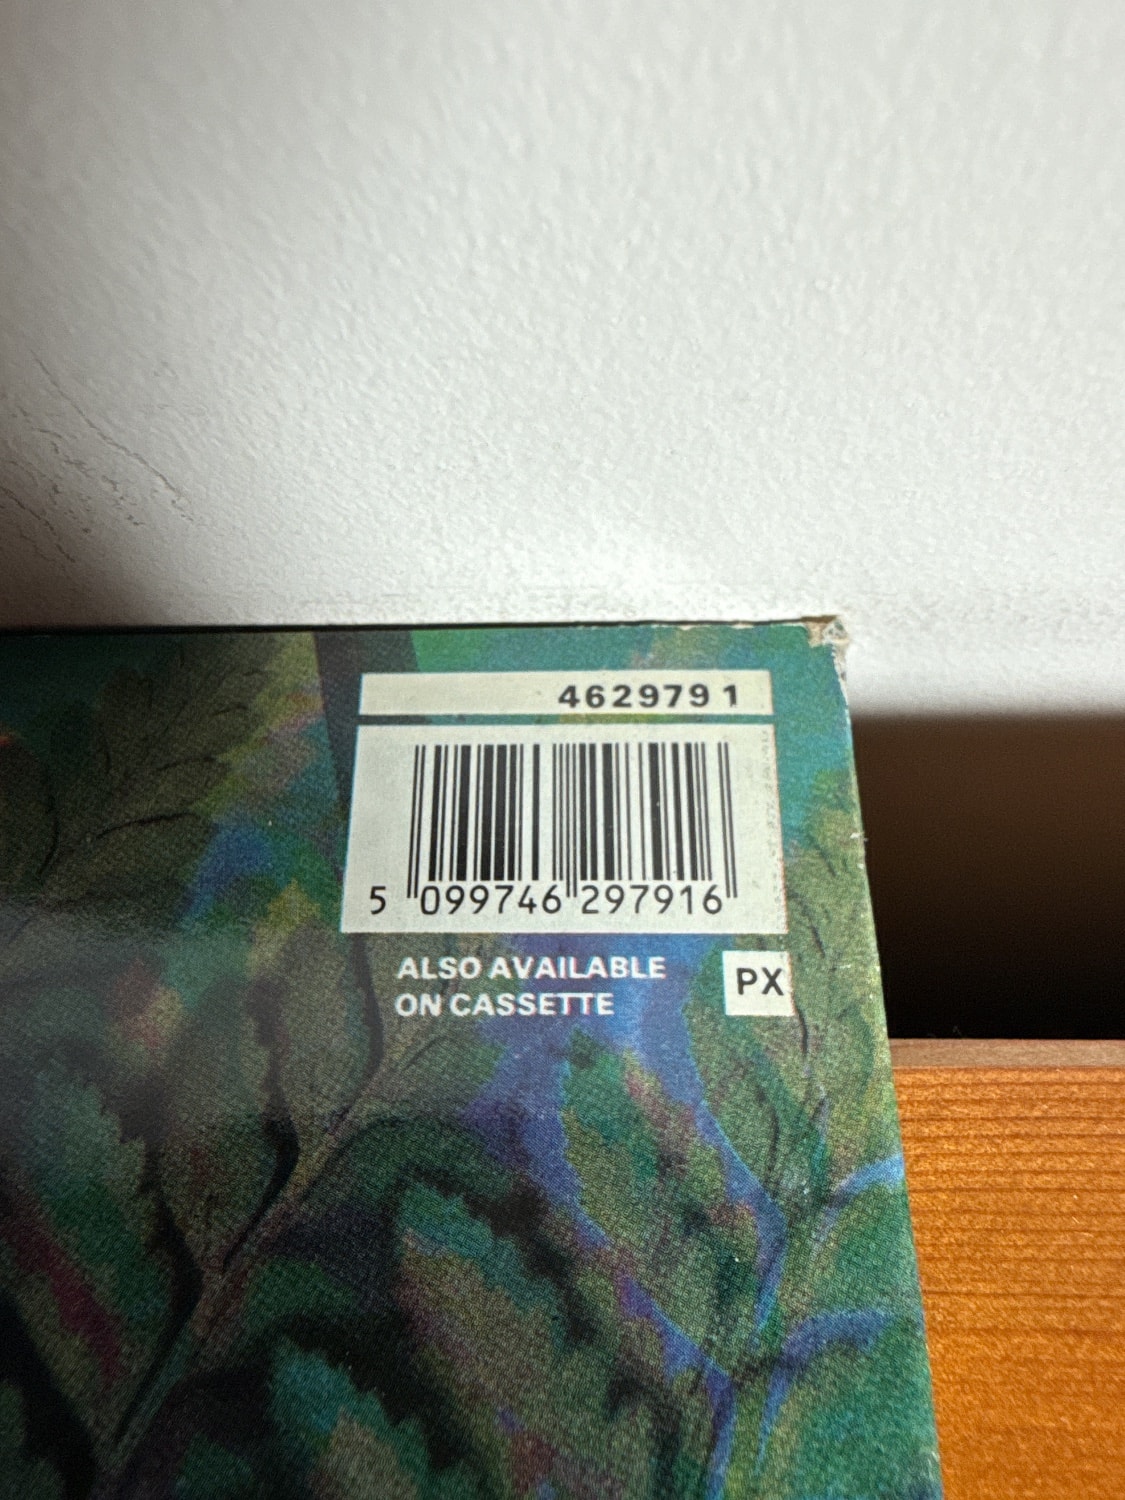 4629791
5 099746 297916
ALSO AVAILABLE
ON CASSETTE
PX